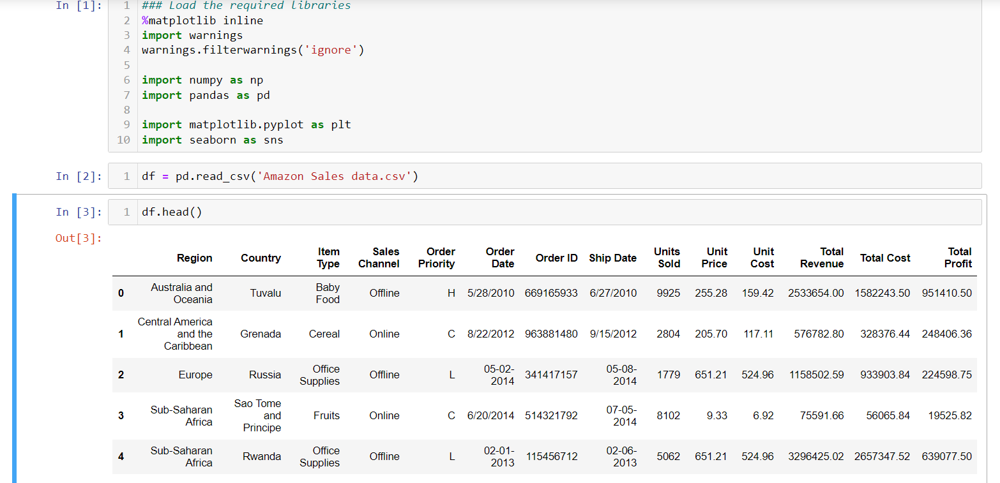 In [1]:
1 ### Load the required libraries
2 %matplotlib inline
3 import warnings
4 warnings.filterwarnings('ignore')
5
6 import numpy as np
7 import pandas as pd
8
9 import matplotlib.pyplot as plt
10 import seaborn as sns
In [2]:
1 df = pd.read_csv('Amazon Sales data.csv')
In [3]:
1 df.head()
Out[3]:
Region Country Item Type Sales Channel Order Priority Order Date Order ID Ship Date Units Sold Unit Price Unit Cost Total Revenue Total Cost Total Profit
0 Australia and Oceania Tuvalu Baby Food Offline H 5/28/2010 669165933 6/27/2010 9925 255.28 159.42 2533654.00 1582243.50 951410.50
1 Central America and the Caribbean Grenada Cereal Online C 8/22/2012 963881480 9/15/2012 2804 205.70 117.11 576782.80 328376.44 248406.36
2 Europe Russia Office Supplies Offline L 05-02-2014 341417157 05-08-2014 1779 651.21 524.96 1158502.59 933903.84 224598.75
3 Sub-Saharan Africa Sao Tome and Principe Fruits Online C 6/20/2014 514321792 07-05-2014 8102 9.33 6.92 75591.66 56065.84 19525.82
4 Sub-Saharan Africa Rwanda Office Supplies Offline L 02-01-2013 115456712 02-06-2013 5062 651.21 524.96 3296425.02 2657347.52 639077.50